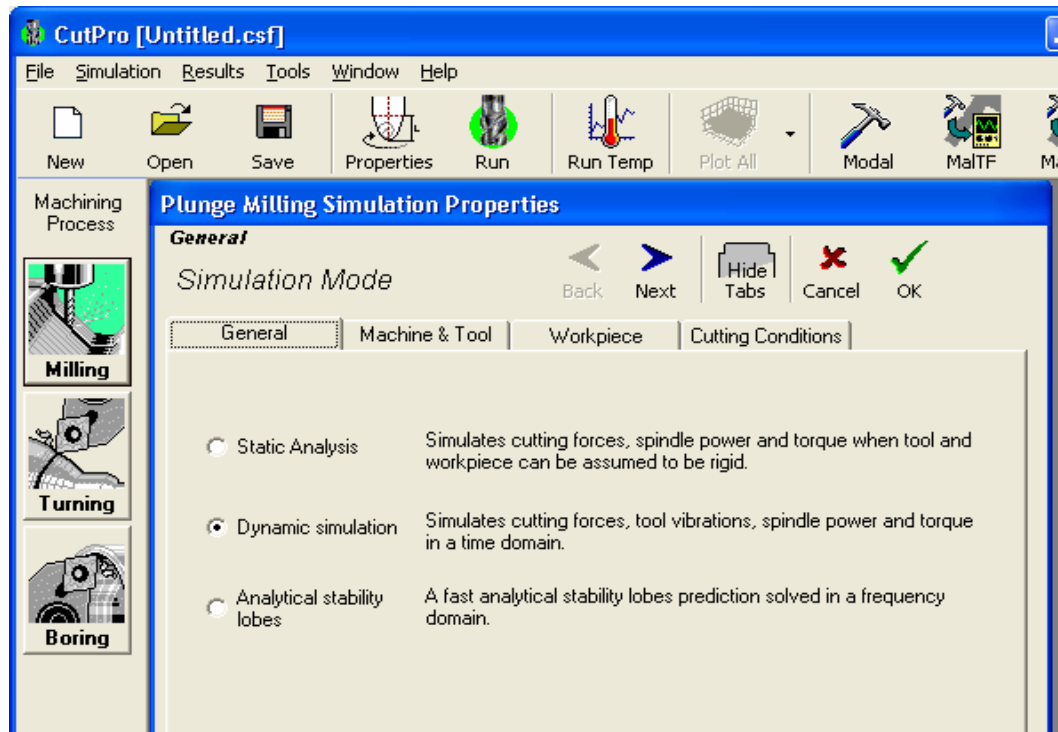 CutPro [Untitled.csf]
File Simulation Results Tools Window Help
New Open Save Properties Run Run Temp Plot All Modal MalTF
Machining
Process
Milling
Turning
Boring
Plunge Milling Simulation Properties
General
Simulation Mode
Back Next Hide
Tabs Cancel OK
General Machine & Tool Workpiece Cutting Conditions
Static Analysis
Simulates cutting forces, spindle power and torque when tool and
workpiece can be assumed to be rigid.
Dynamic simulation
Simulates cutting forces, tool vibrations, spindle power and torque
in a time domain.
Analytical stability
lobes
A fast analytical stability lobes prediction solved in a frequency
domain.